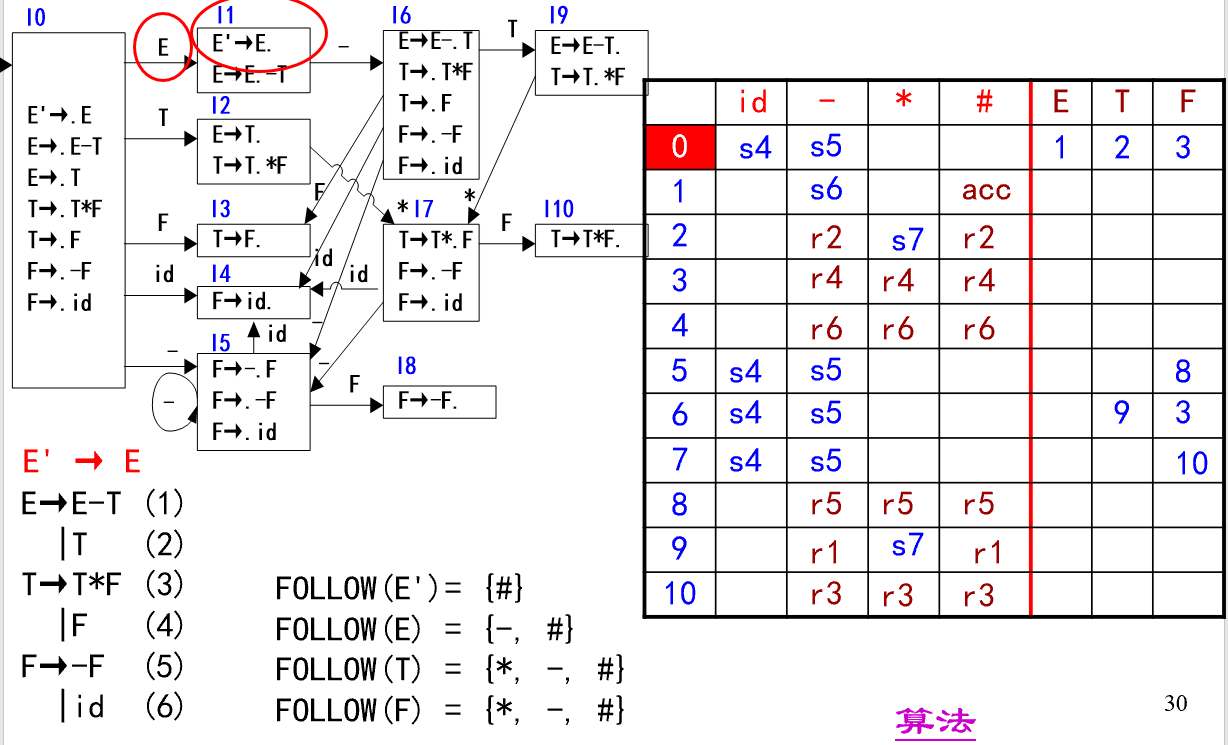 I0
E'→.E
E→.E-T
E→.T
T→.T*F
T→.F
F→.-F
F→.id
E
T
F
id
-
I1
E'→E.
E→E.-T
-
I2
E→T.
T→T.*F
I3
T→F.
I4
F→id.
id
I5
F→-.F
F→.-F
F→.id
-
F
I6
E→E-.T
T→.T*F
T→.F
F→.-F
F→.id
T
F
id
-
*
I7
T→T*.F
F→.-F
F→.id
id
-
F
I8
F→-F.
I9
E→E-T.
T→T.*F
*
I10
T→T*F.
id - * # E T F
0 s4 s5 1 2 3
1 s6 acc
2 r2 s7 r2
3 r4 r4 r4
4 r6 r6 r6
5 s4 s5 8
6 s4 s5 9 3
7 s4 s5 10
8 r5 r5 r5
9 r1 s7 r1
10 r3 r3 r3
E' → E
E→E-T (1)
|T (2)
T→T*F (3)
|F (4)
F→-F (5)
|id (6)
FOLLOW(E')= {#}
FOLLOW(E) = {-, #}
FOLLOW(T) = {*, -, #}
FOLLOW(F) = {*, -, #}
算法
30